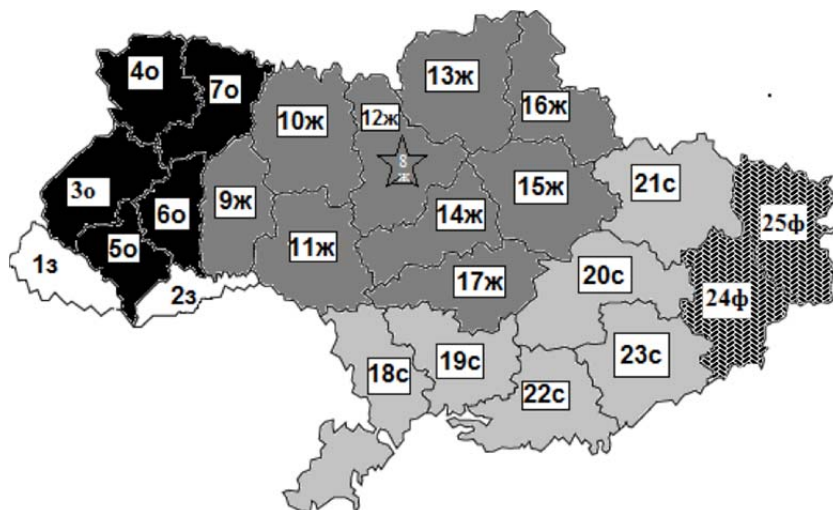 4о
7о
13ж
16ж
10ж
12ж
8
ж
3о
6о
9ж
15ж
21с
14ж
25ф
5о
11ж
1з
2з
17ж
20с
24ф
18с
19с
23с
22с